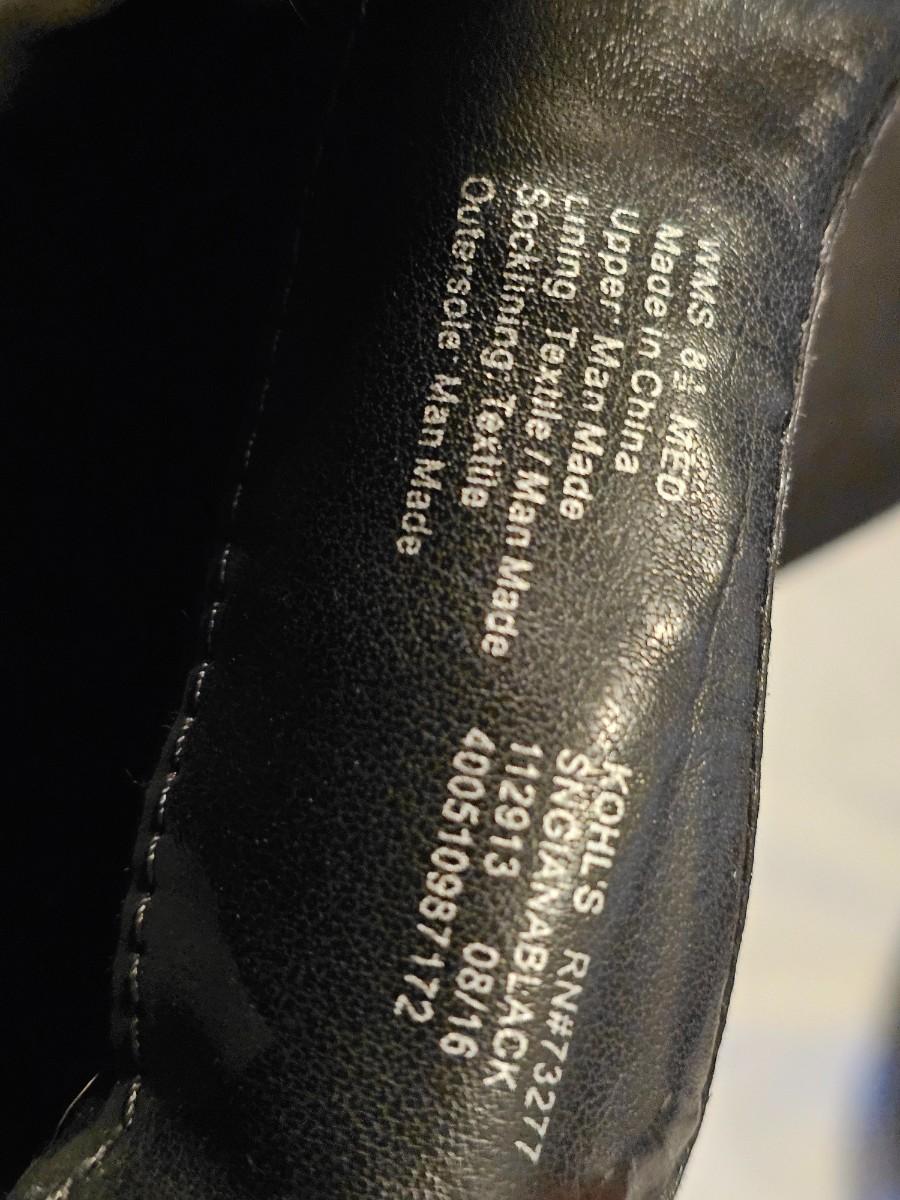 WMS 8½ MED
Made in China
Upper: Man Made
Lining: Textile / Man Made
Socklining: Textile
Outersole: Man Made
KOHL'S RN#73277
SNGIANABLACK
112913 08/16
400510987172